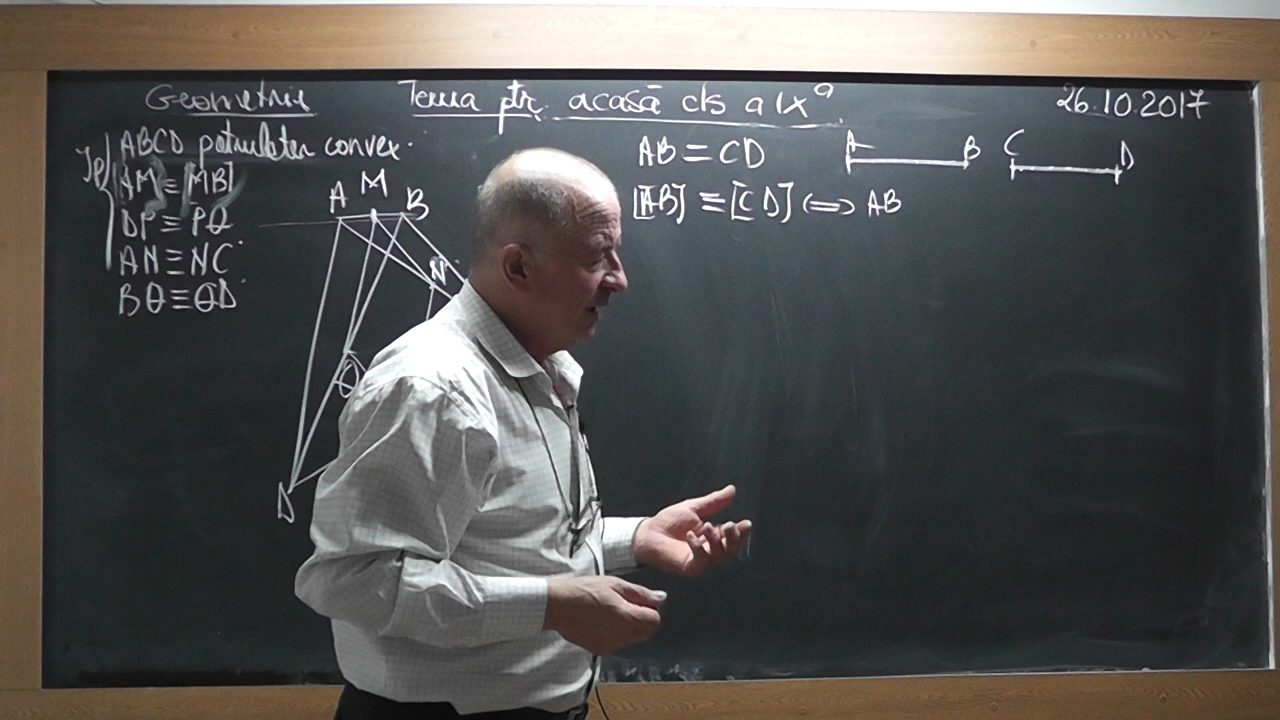 Geometrie
Tema ptr. acasă cls a IXª
26.10.2017
Ip
ABCD patrulater convex.
AM ≡ [MB]
DP ≡ PQ
AN ≡ NC
BQ ≡ QD
A M B
N
Q
D
AB = CD
[AB] ≡ [CD] ⇔ AB
A B
C D